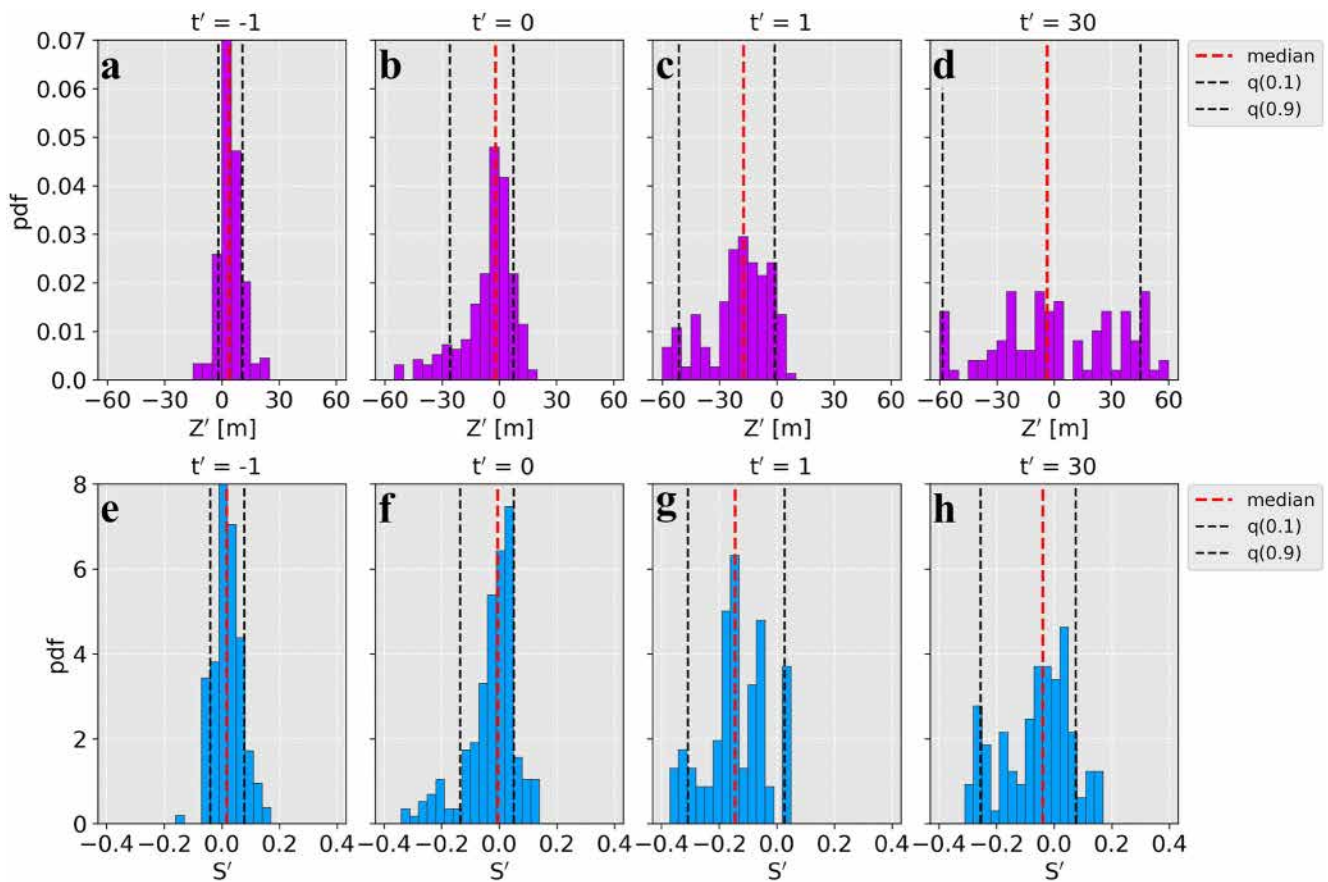 t′ = -1 t′ = 0 t′ = 1 t′ = 30
a b c d
0.07
0.06
0.05
0.04
0.03
0.02
0.01
0.0
pdf
median
q(0.1)
q(0.9)
−60 −30 0 30 60 −60 −30 0 30 60 −60 −30 0 30 60 −60 −30 0 30 60
Z′ [m] Z′ [m] Z′ [m] Z′ [m]
t′ = -1 t′ = 0 t′ = 1 t′ = 30
e f g h
8
6
4
2
0
pdf
median
q(0.1)
q(0.9)
−0.4 −0.2 0.0 0.2 0.4 −0.4 −0.2 0.0 0.2 0.4 −0.4 −0.2 0.0 0.2 0.4 −0.4 −0.2 0.0 0.2 0.4
S′ S′ S′ S′